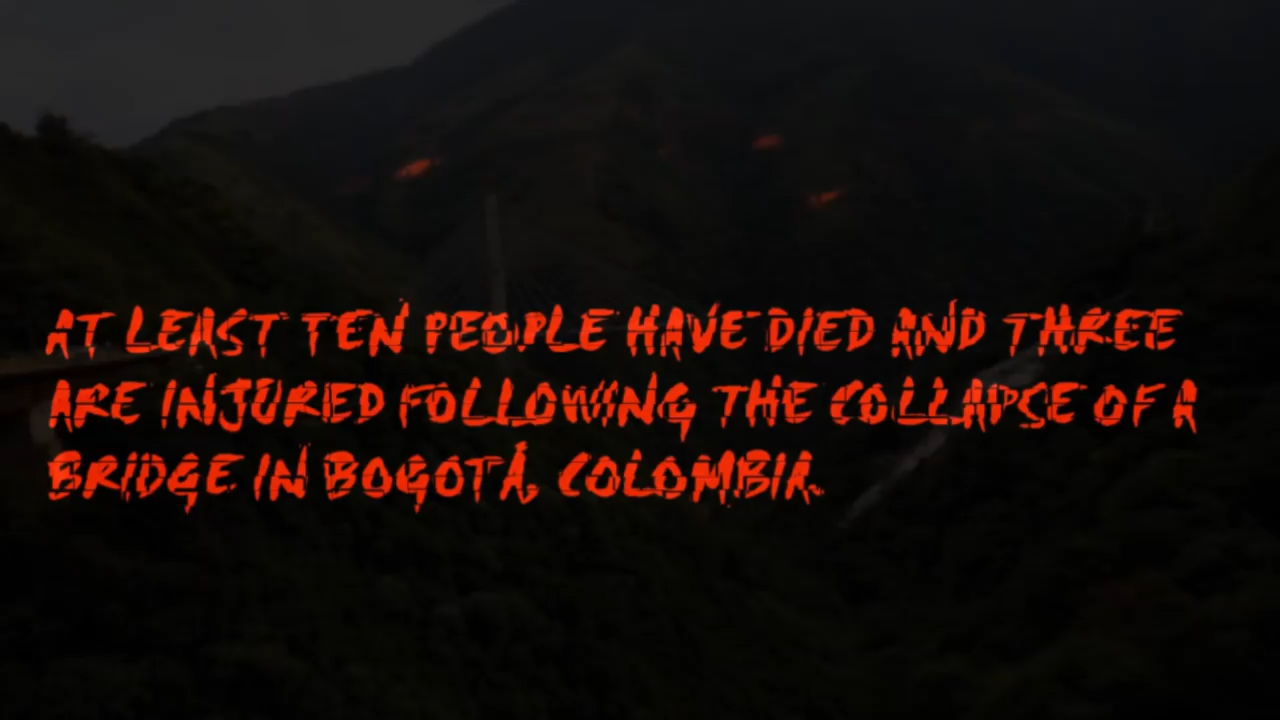 AT LEAST TEN PEOPLE HAVE DIED AND THREE
ARE INJURED FOLLOWING THE COLLAPSE OF A
BRIDGE IN BOGOTÁ, COLOMBIA.